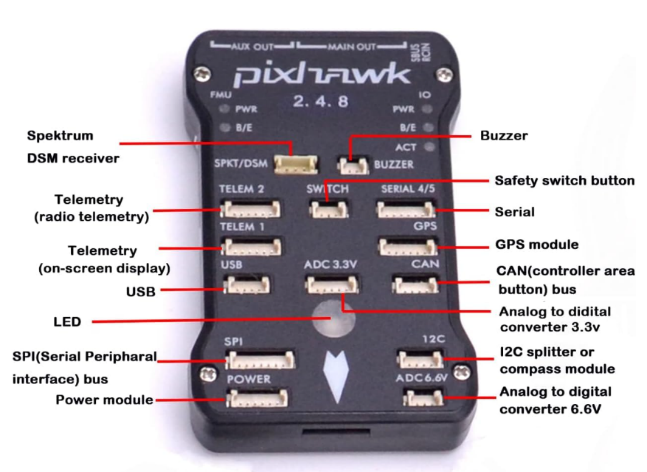 AUX OUT
MAIN OUT
SBUS
RCIN
pixhawk
2.4.8
FMU
PWR
B/E
IO
PWR
B/E
ACT
Spektrum
DSM receiver
SPKT/DSM
BUZZER
Buzzer
Safety switch button
TELEM 2
SWITCH
SERIAL 4/5
Telemetry
(radio telemetry)
Serial
TELEM 1
GPS
Telemetry
(on-screen display)
GPS module
USB
ADC 3.3V
CAN
CAN(controller area
button) bus
USB
Analog to didital
converter 3.3v
LED
SPI
I2C
SPI(Serial Peripharal
interface) bus
I2C splitter or
compass module
POWER
ADC 6.6V
Power module
Analog to digital
converter 6.6V